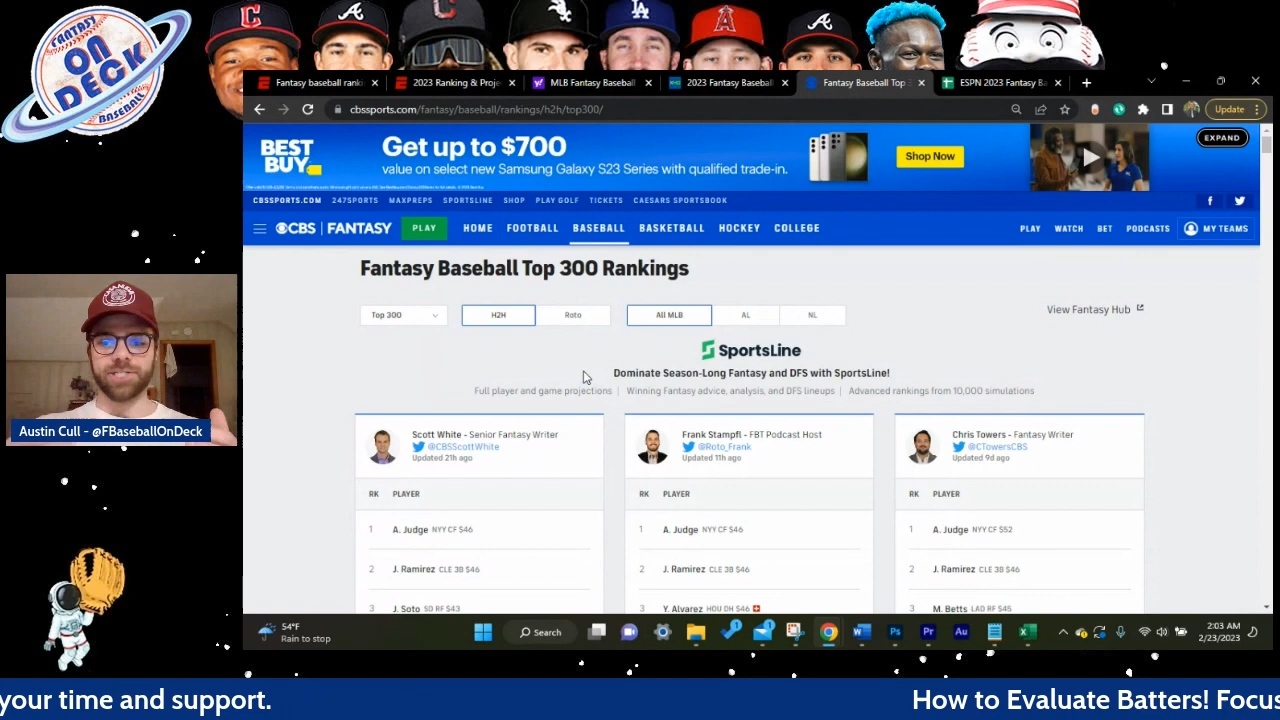 FANTASY
ON
DECK
BASEBALL
Fantasy baseball ranki
2023 Ranking & Proje
MLB Fantasy Baseball
2023 Fantasy Baseball
Fantasy Baseball Top
ESPN 2023 Fantasy Ba
cbssports.com/fantasy/baseball/rankings/h2h/top300/
Update
BEST BUY
Get up to $700
value on select new Samsung Galaxy S23 Series with qualified trade-in.
Shop Now
EXPAND
CBSSPORTS.COM 247SPORTS MAXPREPS SPORTSLINE SHOP PLAY GOLF TICKETS CAESARS SPORTSBOOK
CBS | FANTASY PLAY HOME FOOTBALL BASEBALL BASKETBALL HOCKEY COLLEGE PLAY WATCH BET PODCASTS MY TEAMS
Fantasy Baseball Top 300 Rankings
Top 300 H2H Roto All MLB AL NL View Fantasy Hub
SportsLine
Dominate Season-Long Fantasy and DFS with SportsLine!
Full player and game projections | Winning Fantasy advice, analysis, and DFS lineups | Advanced rankings from 10,000 simulations
Scott White - Senior Fantasy Writer
@CBSScottWhite
Updated 21h ago
RK PLAYER
1 A. Judge NYY CF $46
2 J. Ramirez CLE 3B $46
3 J. Soto SD RF $43
Frank Stampfl - FBT Podcast Host
@Roto_Frank
Updated 11h ago
RK PLAYER
1 A. Judge NYY CF $46
2 J. Ramirez CLE 3B $46
3 Y. Alvarez HOU DH $46
Chris Towers - Fantasy Writer
@CTowersCBS
Updated 9d ago
RK PLAYER
1 A. Judge NYY CF $52
2 J. Ramirez CLE 3B $46
3 M. Betts LAD RF $45
Austin Cull - @FBaseballOnDeck
54°F
Rain to stop
Search
2:03 AM
2/23/2023
your time and support.
How to Evaluate Batters! Focus